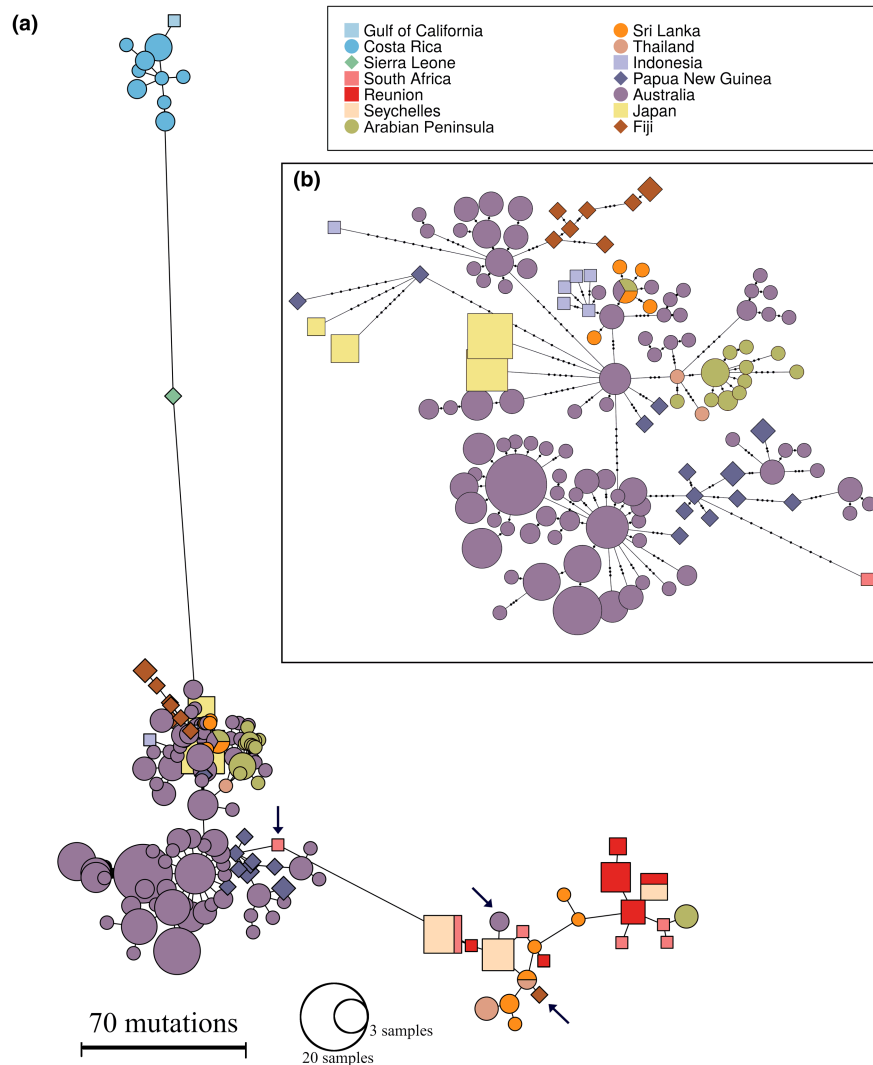 (a)
Gulf of California
Costa Rica
Sierra Leone
South Africa
Reunion
Seychelles
Arabian Peninsula
Sri Lanka
Thailand
Indonesia
Papua New Guinea
Australia
Japan
Fiji
(b)
70 mutations
3 samples
20 samples